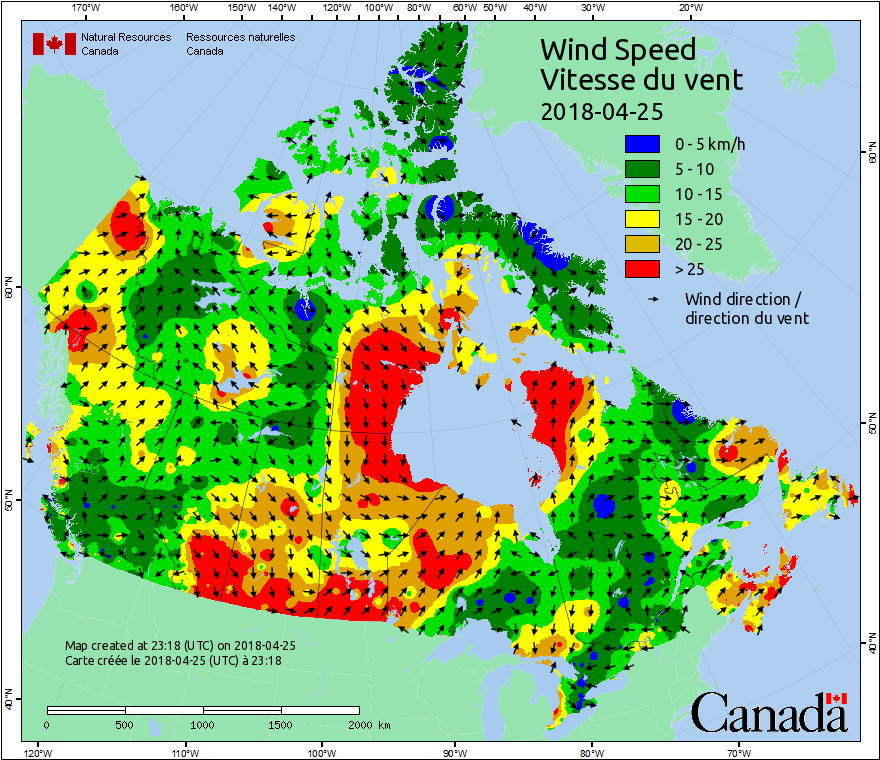 170°W 160°W 150°W 140°W 130°W 120°W 110°W 100°W 90°W 80°W 70°W 60°W 50°W 40°W 30°W 20°W
Natural Resources Ressources naturelles
Canada Canada
Wind Speed
Vitesse du vent
2018-04-25
0 - 5 km/h
5 - 10
10 - 15
15 - 20
20 - 25
> 25
Wind direction /
direction du vent
60°N
50°N
40°N
60°N
50°N
40°N
Map created at 23:18 (UTC) on 2018-04-25
Carte créée le 2018-04-25 (UTC) à 23:18
0 500 1000 1500 2000 km
Canada
120°W 110°W 100°W 90°W 80°W 70°W